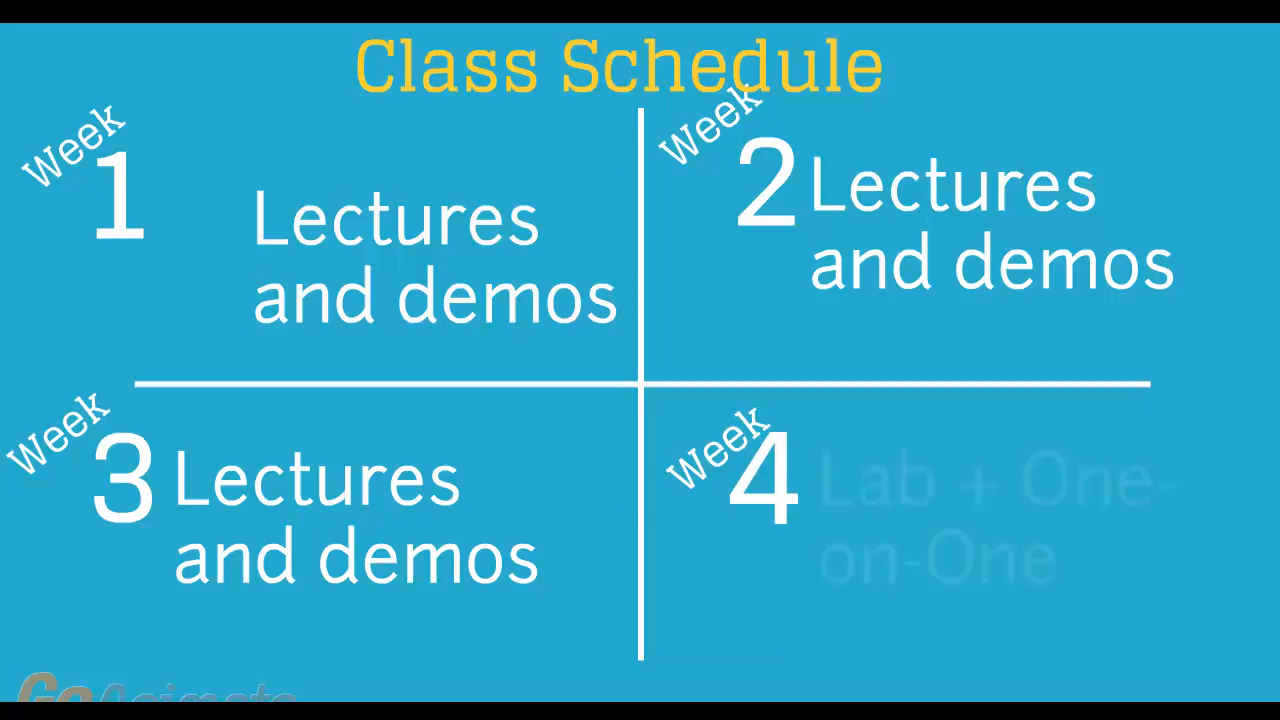 Class Schedule
Week
1
Lectures
and demos
Week
2
Lectures
and demos
Week
3
Lectures
and demos
Week
4
Lab + One-
on-One
GoAnimate